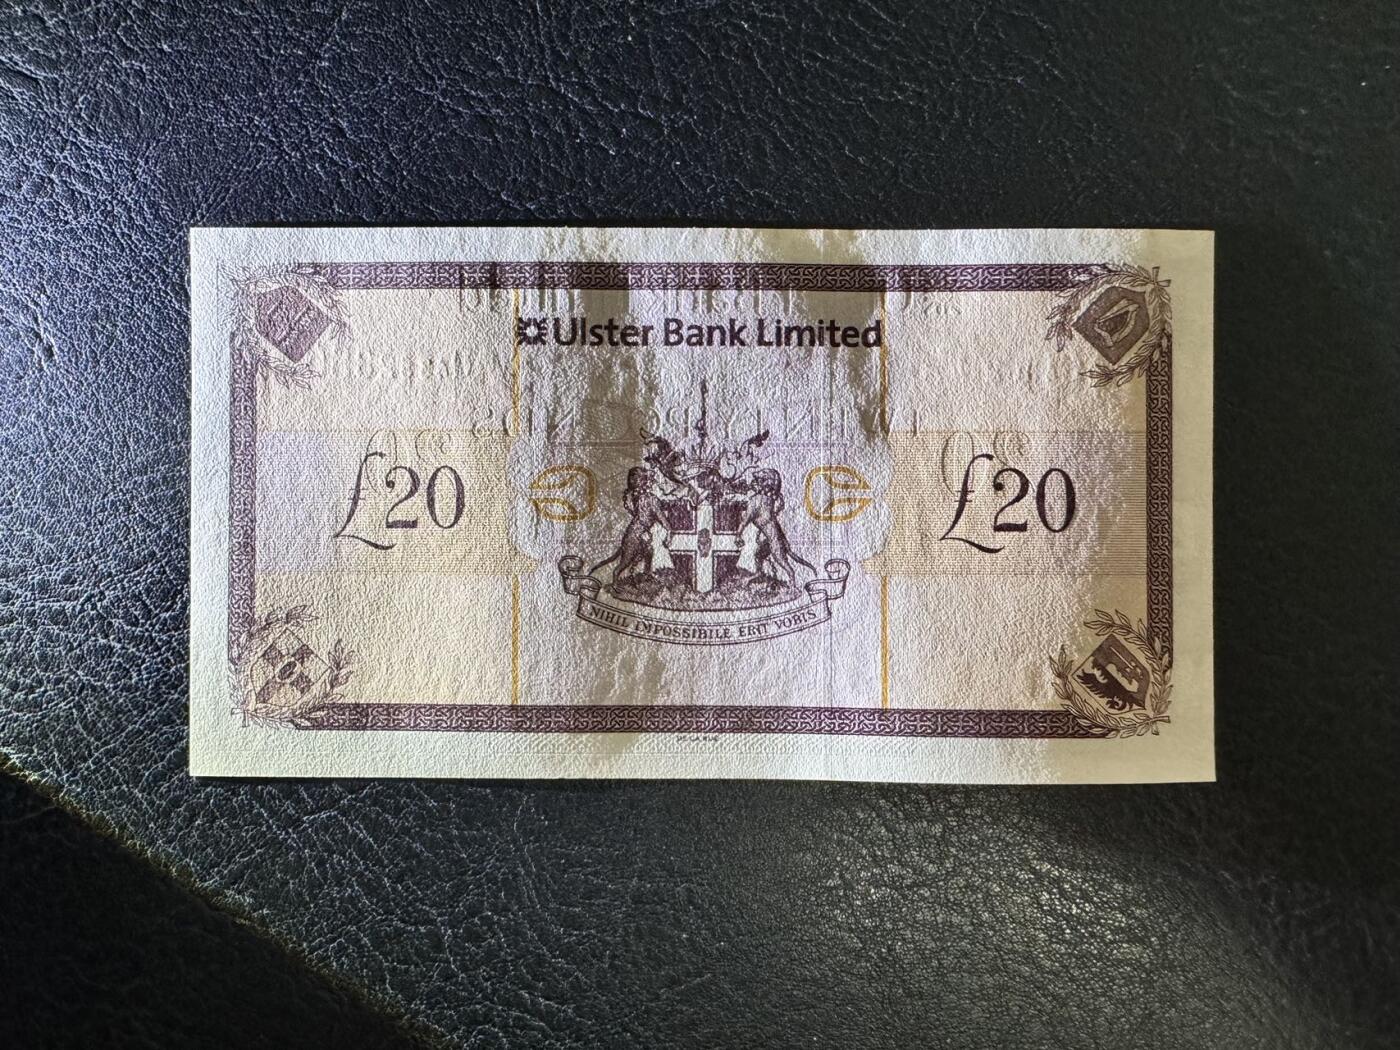 Ulster Bank Limited
£20
£20
NIHIL IMPOSSIBILE ERIT VOBIS